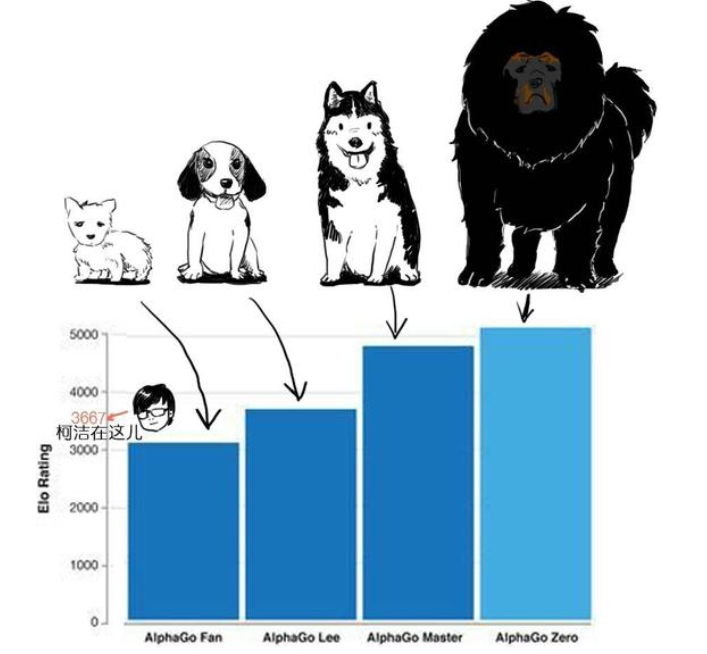 5000
4000
3667
柯洁在这儿
3000
2000
1000
0
Elo Rating
AlphaGo Fan
AlphaGo Lee
AlphaGo Master
AlphaGo Zero